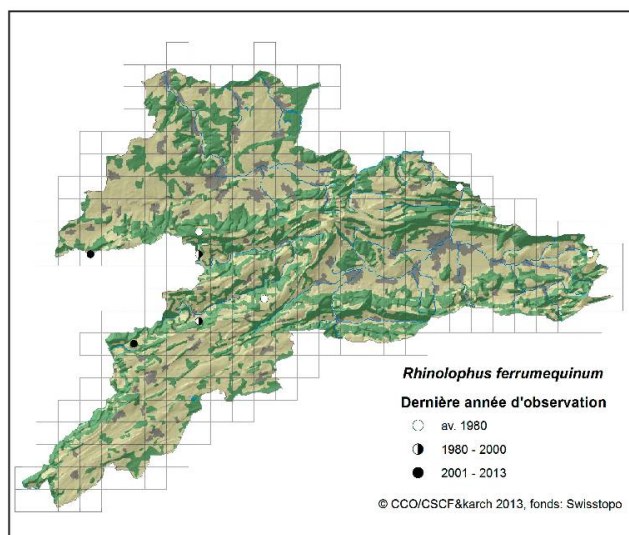 Rhinolophus ferrumequinum
Dernière année d'observation
av. 1980
1980 - 2000
2001 - 2013
© CCO/CSCF&karch 2013, fonds: Swisstopo